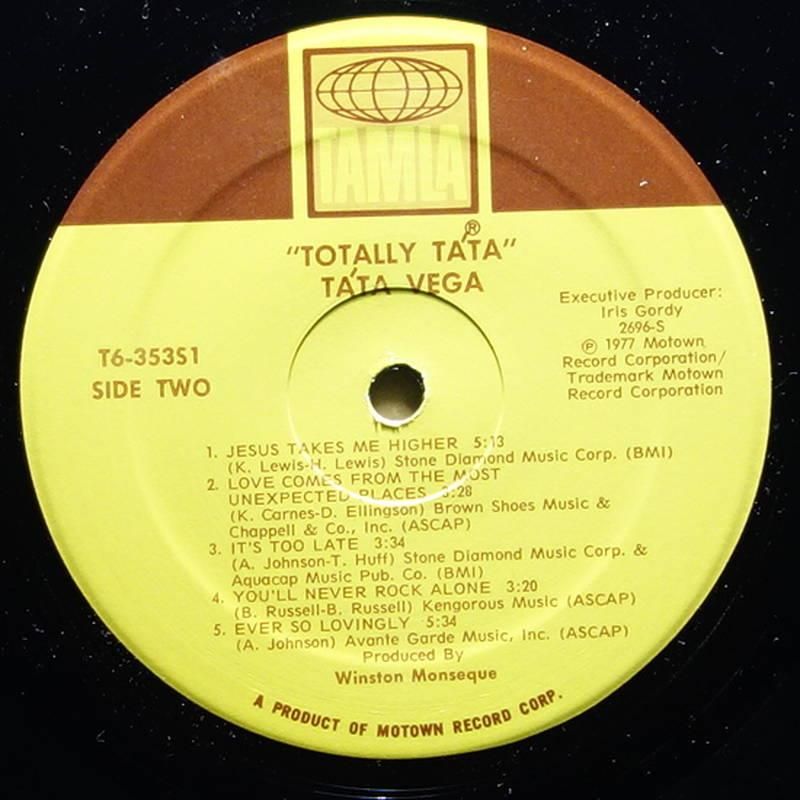 TAMLA
®
"TOTALLY TÁTA"
TÁTA VEGA
Executive Producer:
Iris Gordy
2696-S
℗ 1977 Motown
Record Corporation/
Trademark Motown
Record Corporation
T6-353S1
SIDE TWO
1. JESUS TAKES ME HIGHER 5:13
(K. Lewis-H. Lewis) Stone Diamond Music Corp. (BMI)
2. LOVE COMES FROM THE MOST
UNEXPECTED PLACES 3:28
(K. Carnes-D. Ellingson) Brown Shoes Music &
Chappell & Co., Inc. (ASCAP)
3. IT'S TOO LATE 3:34
(A. Johnson-T. Huff) Stone Diamond Music Corp. &
Aquacap Music Pub. Co. (BMI)
4. YOU'LL NEVER ROCK ALONE 3:20
(B. Russell-B. Russell) Kengorous Music (ASCAP)
5. EVER SO LOVINGLY 5:34
(A. Johnson) Avante Garde Music, Inc. (ASCAP)
Produced By
Winston Monseque
A PRODUCT OF MOTOWN RECORD CORP.